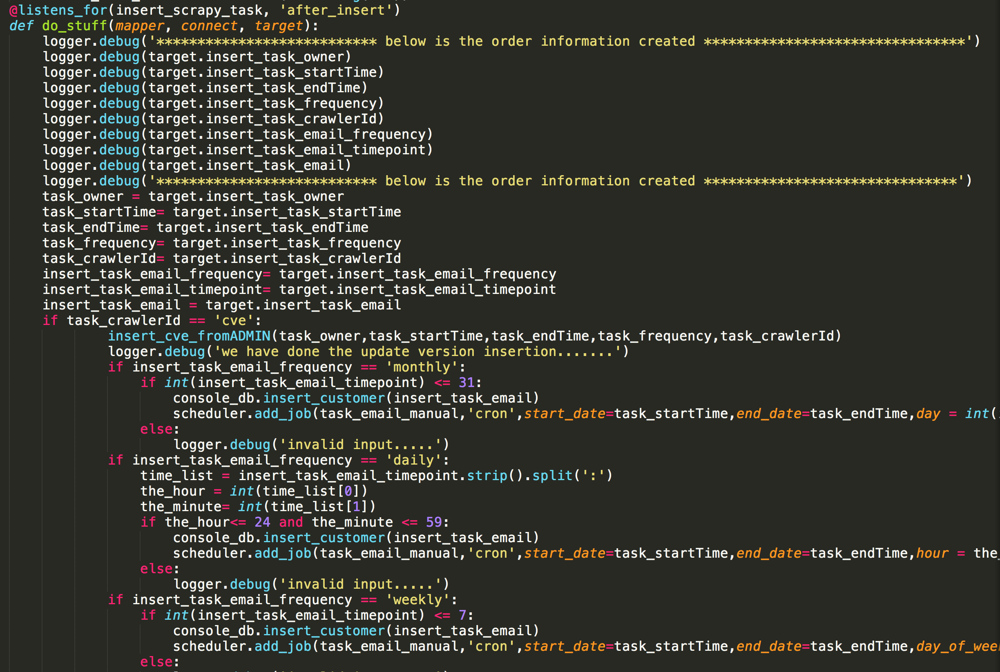 @listens_for(insert_scrapy_task, 'after_insert')
def do_stuff(mapper, connect, target):
    logger.debug('*************************** below is the order information created ********************************')
    logger.debug(target.insert_task_owner)
    logger.debug(target.insert_task_startTime)
    logger.debug(target.insert_task_endTime)
    logger.debug(target.insert_task_frequency)
    logger.debug(target.insert_task_crawlerId)
    logger.debug(target.insert_task_email_frequency)
    logger.debug(target.insert_task_email_timepoint)
    logger.debug(target.insert_task_email)
    logger.debug('*************************** below is the order information created *******************************')
    task_owner = target.insert_task_owner
    task_startTime= target.insert_task_startTime
    task_endTime= target.insert_task_endTime
    task_frequency= target.insert_task_frequency
    task_crawlerId= target.insert_task_crawlerId
    insert_task_email_frequency= target.insert_task_email_frequency
    insert_task_email_timepoint= target.insert_task_email_timepoint
    insert_task_email = target.insert_task_email
    if task_crawlerId == 'cve':
            insert_cve_fromADMIN(task_owner,task_startTime,task_endTime,task_frequency,task_crawlerId)
            logger.debug('we have done the update version insertion.......')
            if insert_task_email_frequency == 'monthly':
                if int(insert_task_email_timepoint) <= 31:
                    console_db.insert_customer(insert_task_email)
                    scheduler.add_job(task_email_manual,'cron',start_date=task_startTime,end_date=task_endTime,day = int(
                else:
                    logger.debug('invalid input.....')
            if insert_task_email_frequency == 'daily':
                time_list = insert_task_email_timepoint.strip().split(':')
                the_hour = int(time_list[0])
                the_minute= int(time_list[1])
                if the_hour<= 24 and the_minute <= 59:
                    console_db.insert_customer(insert_task_email)
                    scheduler.add_job(task_email_manual,'cron',start_date=task_startTime,end_date=task_endTime,hour = the_
                else:
                    logger.debug('invalid input.....')
            if insert_task_email_frequency == 'weekly':
                if int(insert_task_email_timepoint) <= 7:
                    console_db.insert_customer(insert_task_email)
                    scheduler.add_job(task_email_manual,'cron',start_date=task_startTime,end_date=task_endTime,day_of_wee
                else: